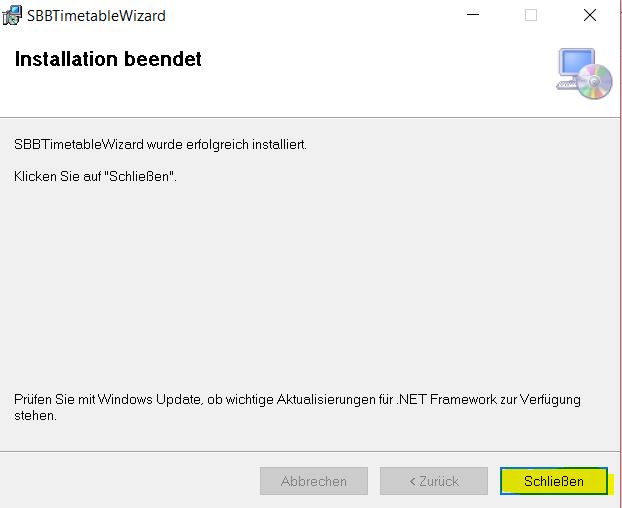 SBBTimetableWizard
Installation beendet
SBBTimetableWizard wurde erfolgreich installiert.
Klicken Sie auf "Schließen".
Prüfen Sie mit Windows Update, ob wichtige Aktualisierungen für .NET Framework zur Verfügung
stehen.
Abbrechen
< Zurück
Schließen